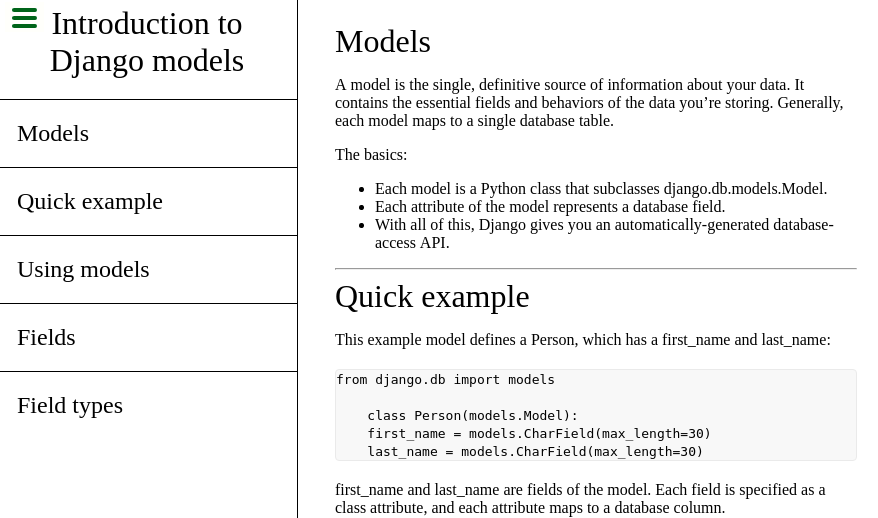 Introduction to
Django models
Models
Quick example
Using models
Fields
Field types
Models
A model is the single, definitive source of information about your data. It
contains the essential fields and behaviors of the data you’re storing. Generally,
each model maps to a single database table.
The basics:
• Each model is a Python class that subclasses django.db.models.Model.
• Each attribute of the model represents a database field.
• With all of this, Django gives you an automatically-generated database-
access API.
Quick example
This example model defines a Person, which has a first_name and last_name:
from django.db import models
    class Person(models.Model):
    first_name = models.CharField(max_length=30)
    last_name = models.CharField(max_length=30)
first_name and last_name are fields of the model. Each field is specified as a
class attribute, and each attribute maps to a database column.